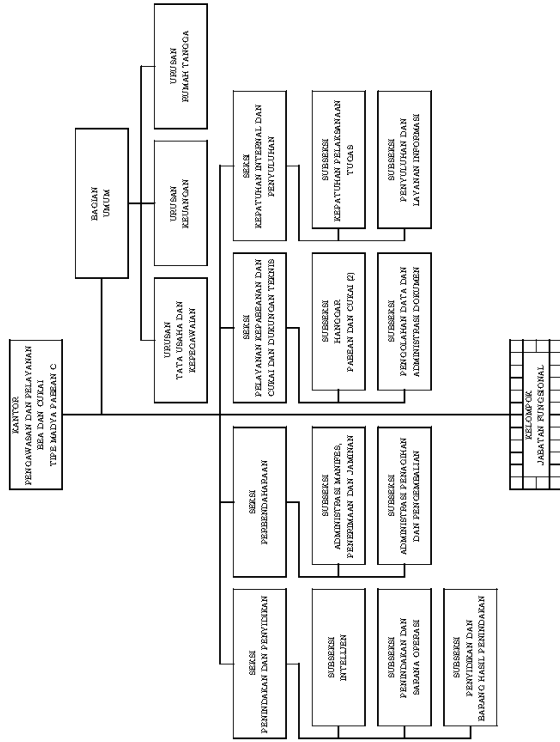 KANTOR
PENGAWASAN DAN PELAYANAN
BEA DAN CUKAI
TIPE MADYA PABEAN C
BAGIAN
UMUM
URUSAN
TATA USAHA DAN
KEPEGAWAIAN
URUSAN
KEUANGAN
URUSAN
RUMAH TANGGA
SEKSI
PENINDAKAN DAN PENYIDIKAN
SEKSI
PERBENDAHARAAN
SEKSI
PELAYANAN KEPABEANAN DAN
CUKAI DAN DUKUNGAN TEKNIS
SEKSI
KEPATUHAN INTERNAL DAN
PENYULUHAN
SUBSEKSI
INTELIJEN
SUBSEKSI
ADMINISTRASI MANIFES,
PENERIMAAN DAN JAMINAN
SUBSEKSI
HANGGAR
PABEAN DAN CUKAI (2)
SUBSEKSI
KEPATUHAN PELAKSANAAN
TUGAS
SUBSEKSI
PENINDAKAN DAN
SARANA OPERASI
SUBSEKSI
ADMINISTRASI PENAGIHAN
DAN PENGEMBALIAN
SUBSEKSI
PENGOLAHAN DATA DAN
ADMINISTRASI DOKUMEN
SUBSEKSI
PENYULUHAN DAN
LAYANAN INFORMASI
SUBSEKSI
PENYIDIKAN DAN
BARANG HASIL PENINDAKAN
KELOMPOK
JABATAN FUNGSIONAL